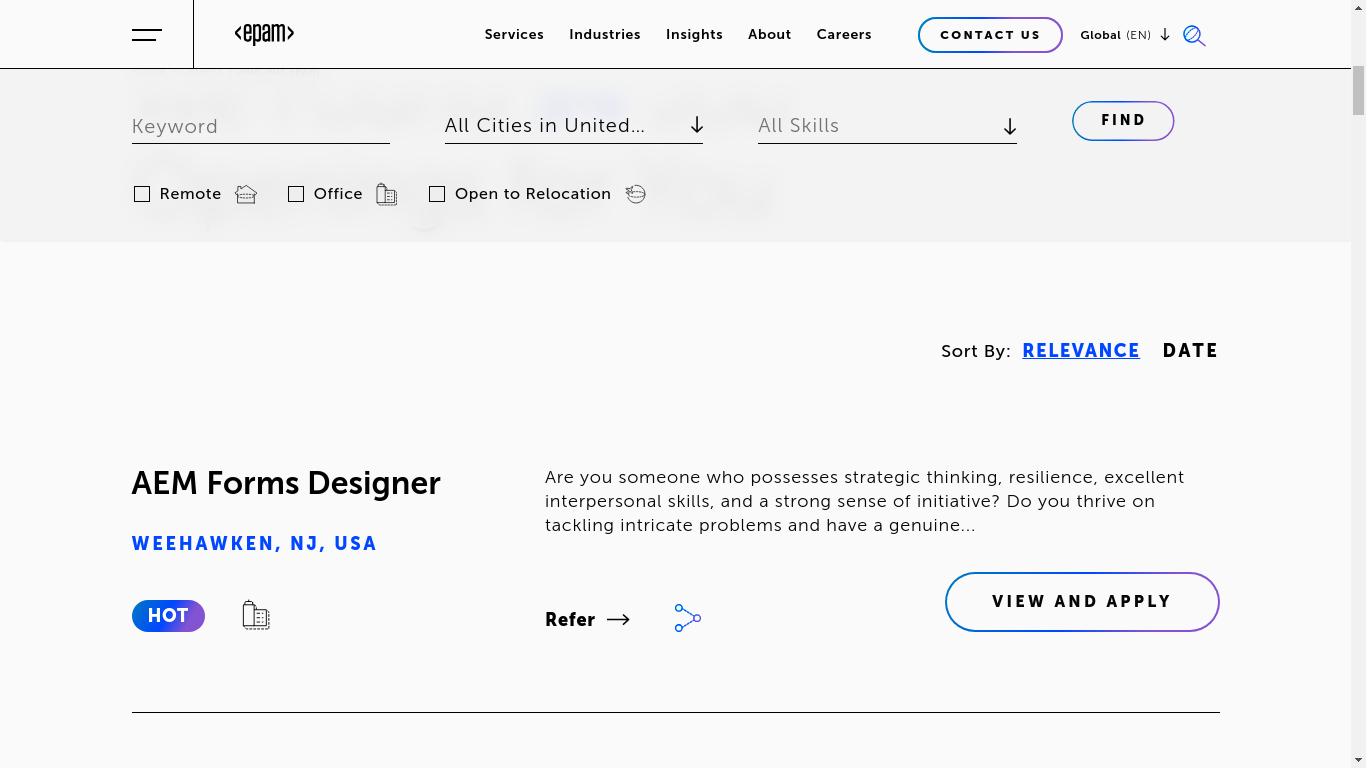 <epam>
Services
Industries
Insights
About
Careers
CONTACT US
Global (EN)
Keyword
All Cities in United...
All Skills
FIND
Remote
Office
Open to Relocation
Sort By: RELEVANCE DATE
AEM Forms Designer
WEEHAWKEN, NJ, USA
HOT
Are you someone who possesses strategic thinking, resilience, excellent
interpersonal skills, and a strong sense of initiative? Do you thrive on
tackling intricate problems and have a genuine...
Refer
VIEW AND APPLY